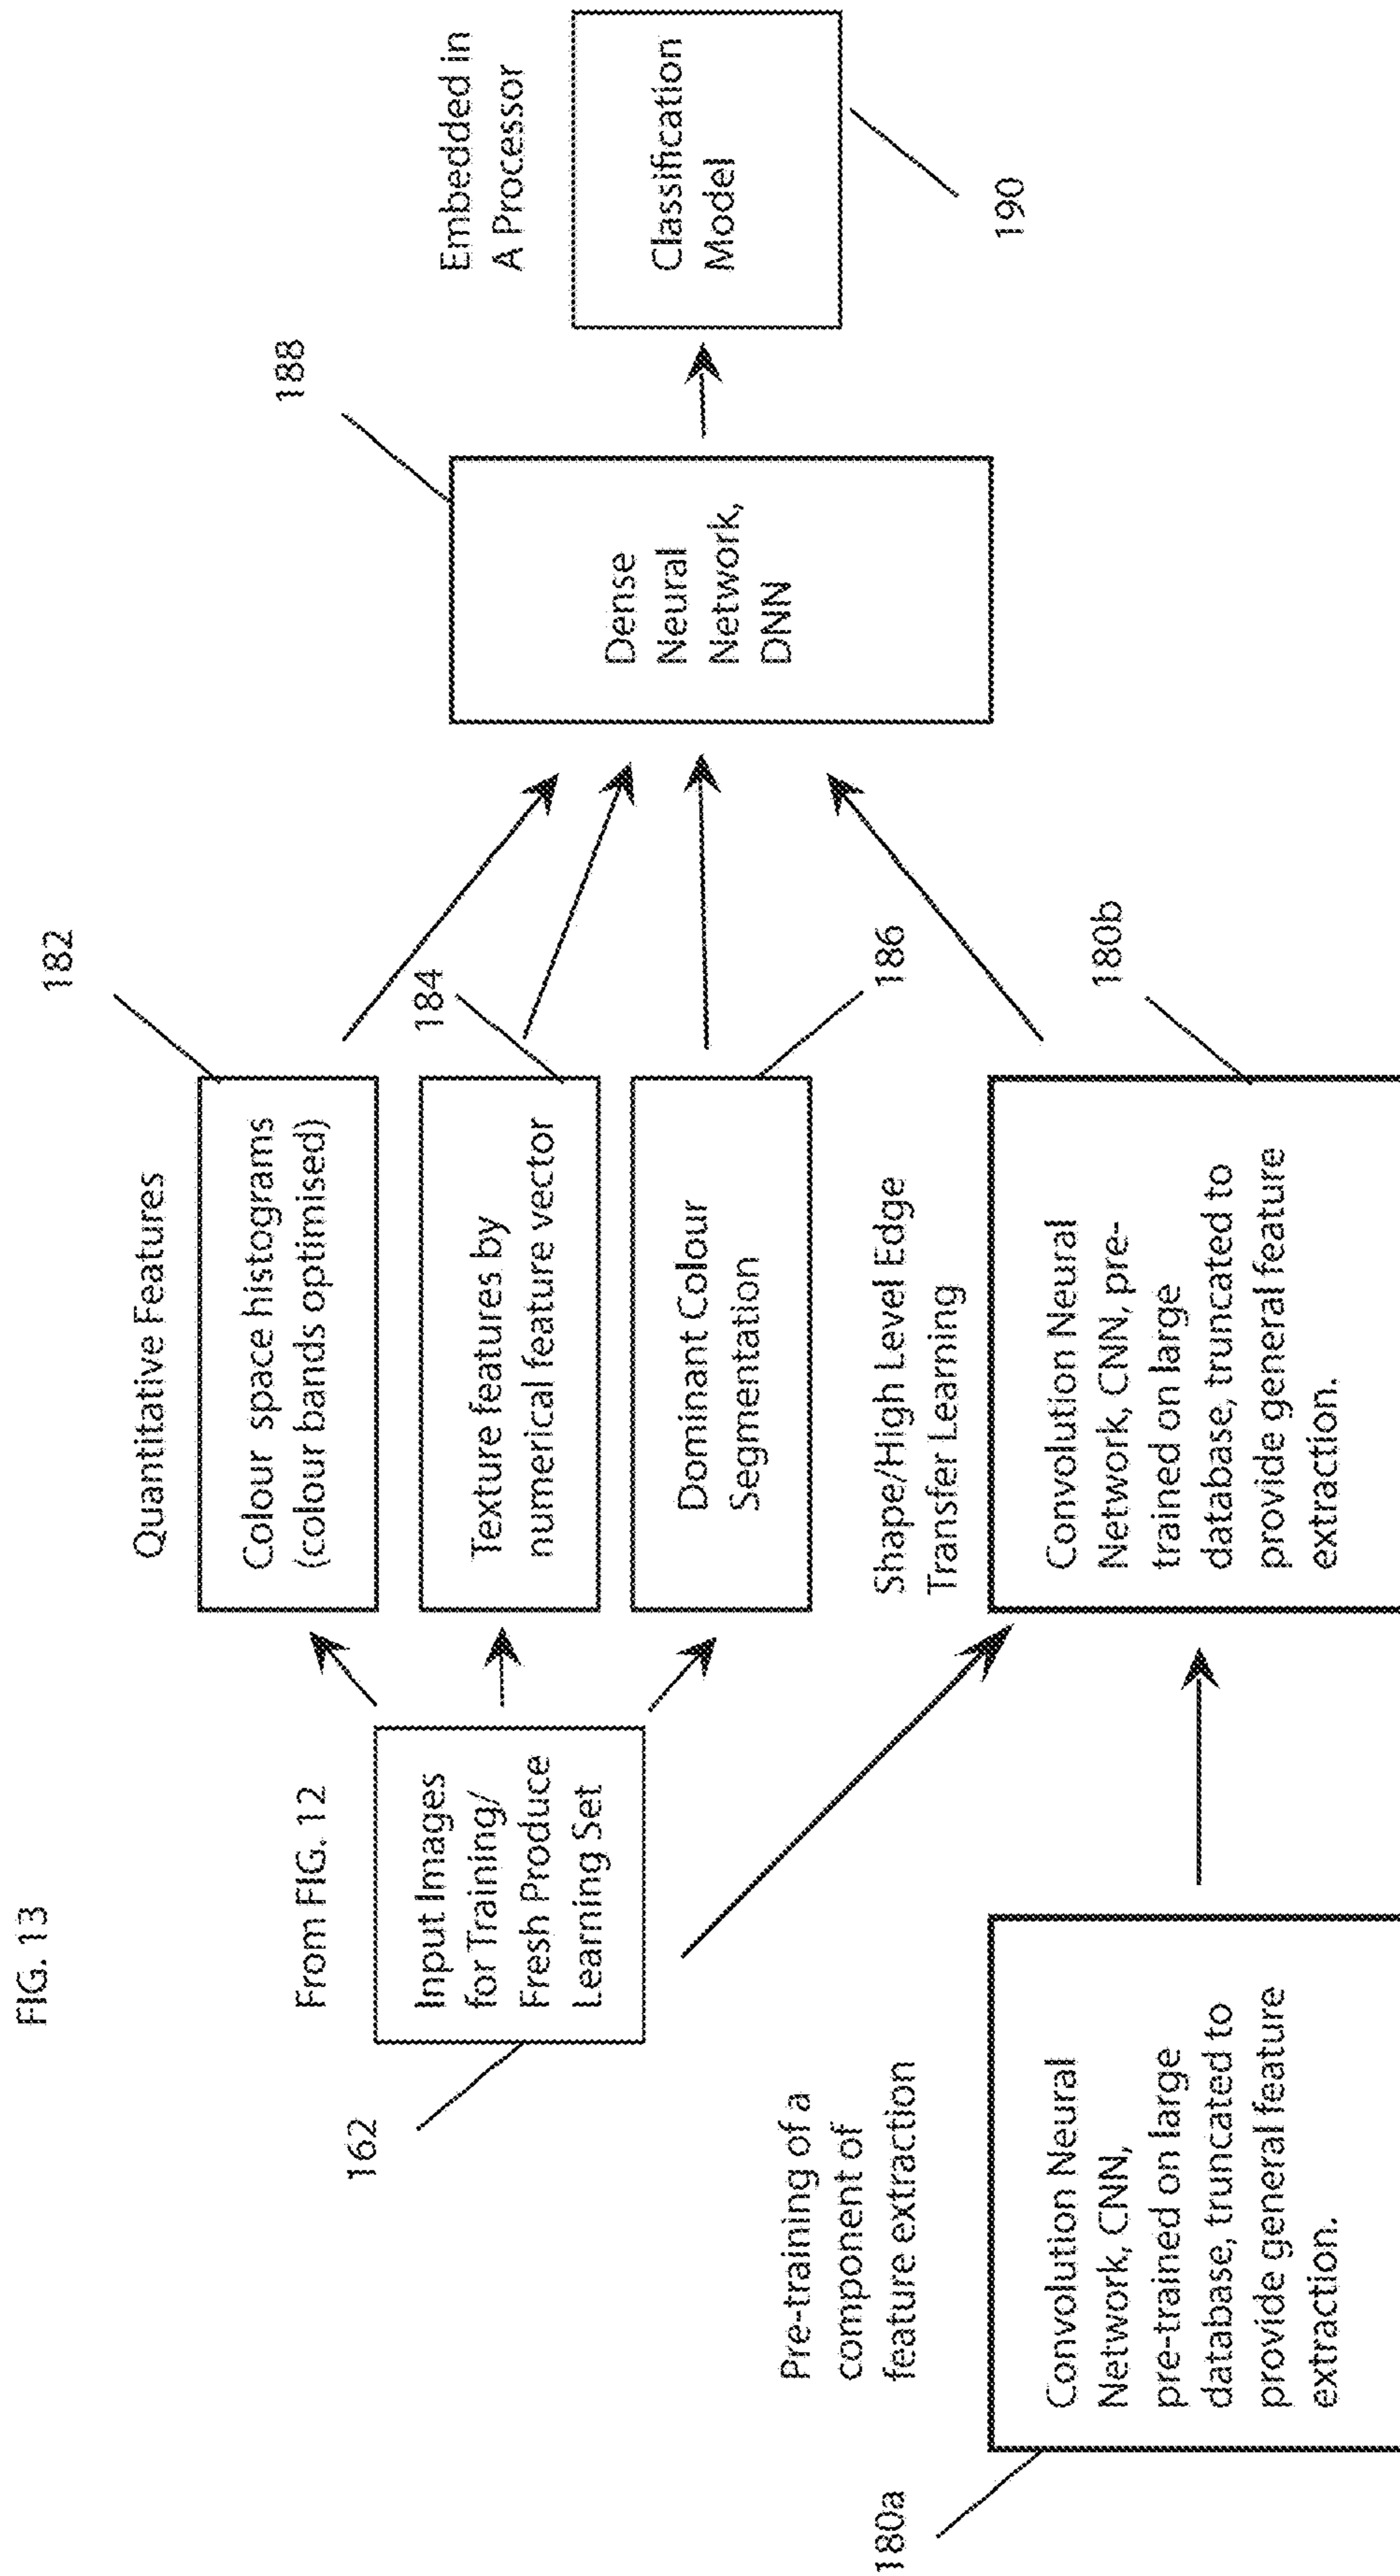 FIG. 13
From FIG. 12
Input Images
for Training/
Fresh Produce
Learning Set
162
Quantitative Features
Colour space histograms
(colour bands optimised)
182
Texture features by
numerical feature vector
184
Dominant Colour
Segmentation
186
Pre-training of a
component of
feature extraction
Convolution Neural
Network, CNN,
pre-trained on large
database, truncated to
provide general feature
extraction.
180a
Shape/High Level Edge
Transfer Learning
Convolution Neural
Network, CNN, pre-
trained on large
database, truncated to
provide general feature
extraction.
180b
188
Dense
Neural
Network,
DNN
Embedded in
A Processor
Classification
Model
190